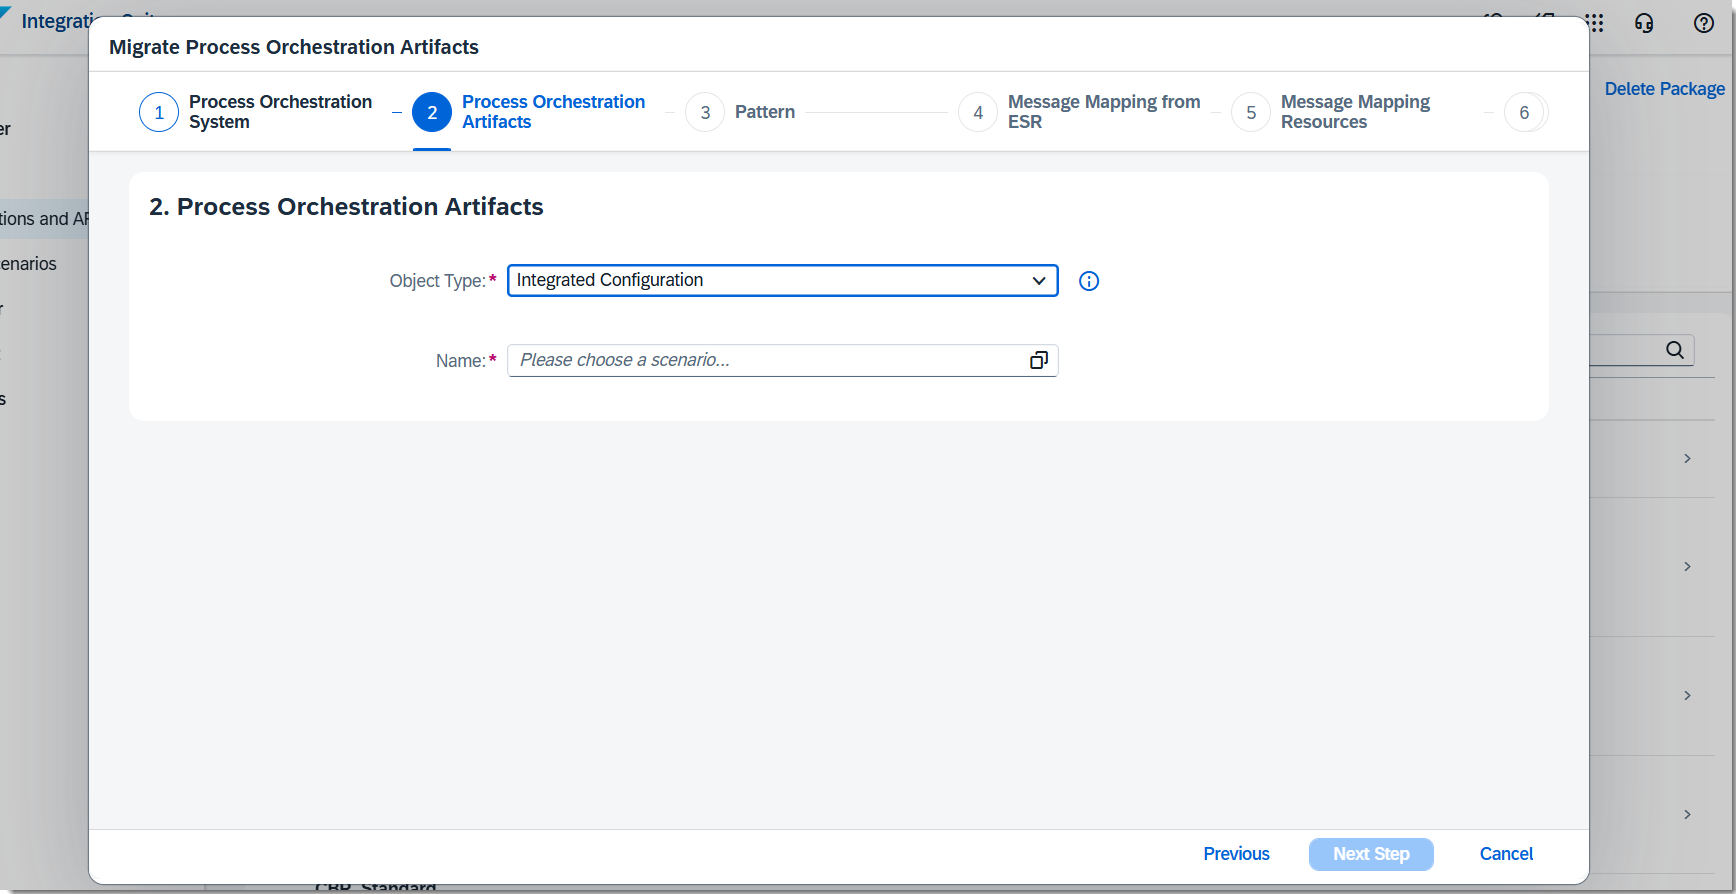 Migrate Process Orchestration Artifacts
1 Process Orchestration System
2 Process Orchestration Artifacts
3 Pattern
4 Message Mapping from ESR
5 Message Mapping Resources
6
Delete Package
er
tions and AP
enarios
r
s
2. Process Orchestration Artifacts
Object Type:* Integrated Configuration
Name:* Please choose a scenario...
Previous Next Step Cancel